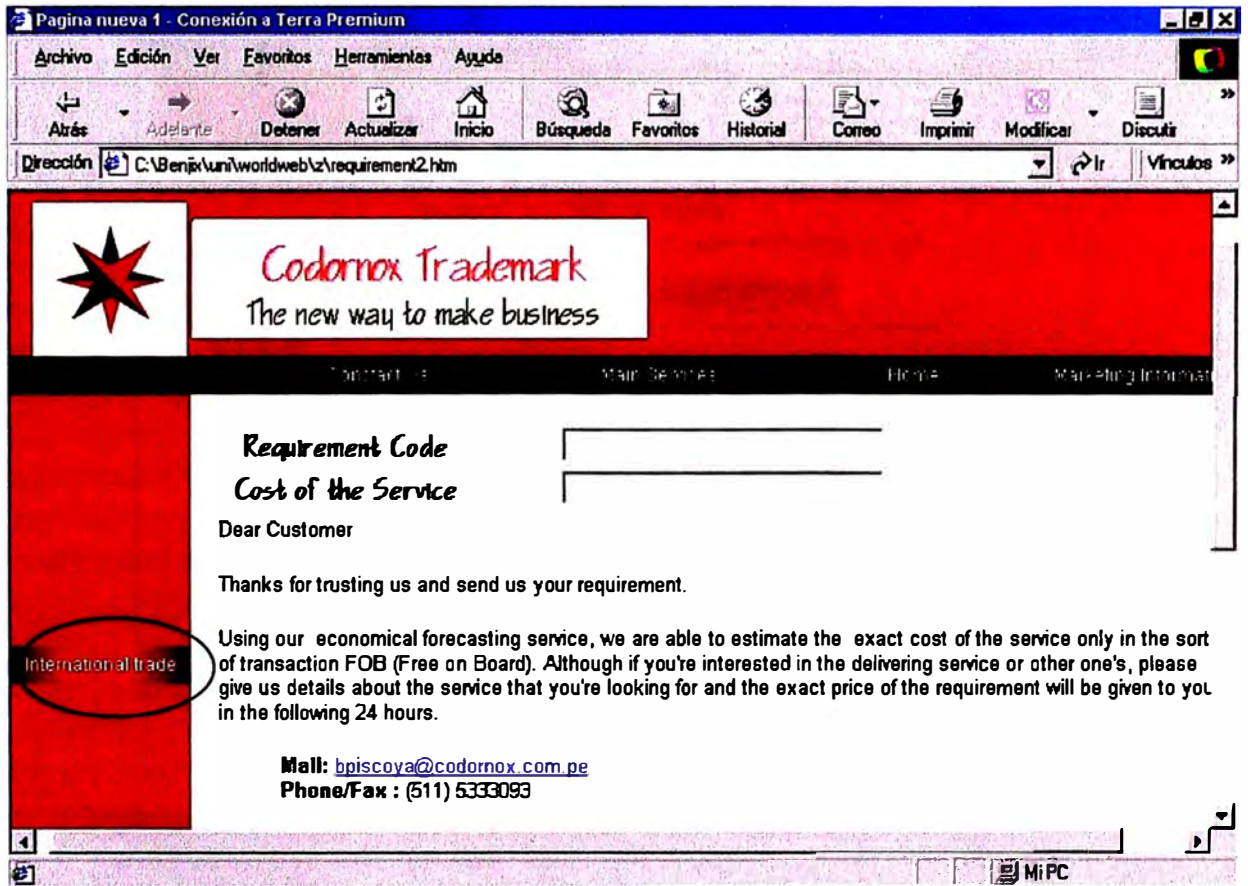 Pagina nueva 1 - Conexión a Terra Premium
Archivo Edición Ver Favoritos Herramientas Ayuda
Atrás Adelante Detener Actualizar Inicio Búsqueda Favoritos Historial Correo Imprimir Modificar Discutir »
Dirección C:\Benjix\uni\worldweb\z\requirement2.htm Ir Vínculos »
Codornox Trademark
The new way to make business
Main Services Home Marketing Informati
Requirement Code
Cost of the Service
Dear Customer
Thanks for trusting us and send us your requirement.
Using our economical forecasting service, we are able to estimate the exact cost of the service only in the sort
of transaction FOB (Free on Board). Although if you're interested in the delivering service or other one's, please
give us details about the service that you're looking for and the exact price of the requirement will be given to you
in the following 24 hours.
International trade
Mail: bpiscoya@codornox.com.pe
Phone/Fax : (511) 5333093
Mi PC